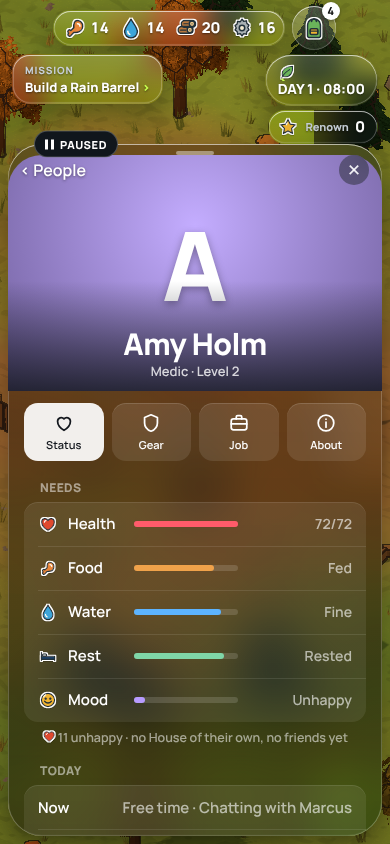 14 14 20 16 4
MISSION
Build a Rain Barrel ›
DAY 1 · 08:00
Renown 0
PAUSED
‹ People
A
Amy Holm
Medic · Level 2
Status Gear Job About
NEEDS
Health 72/72
Food Fed
Water Fine
Rest Rested
Mood Unhappy
11 unhappy · no House of their own, no friends yet
TODAY
Now Free time · Chatting with Marcus